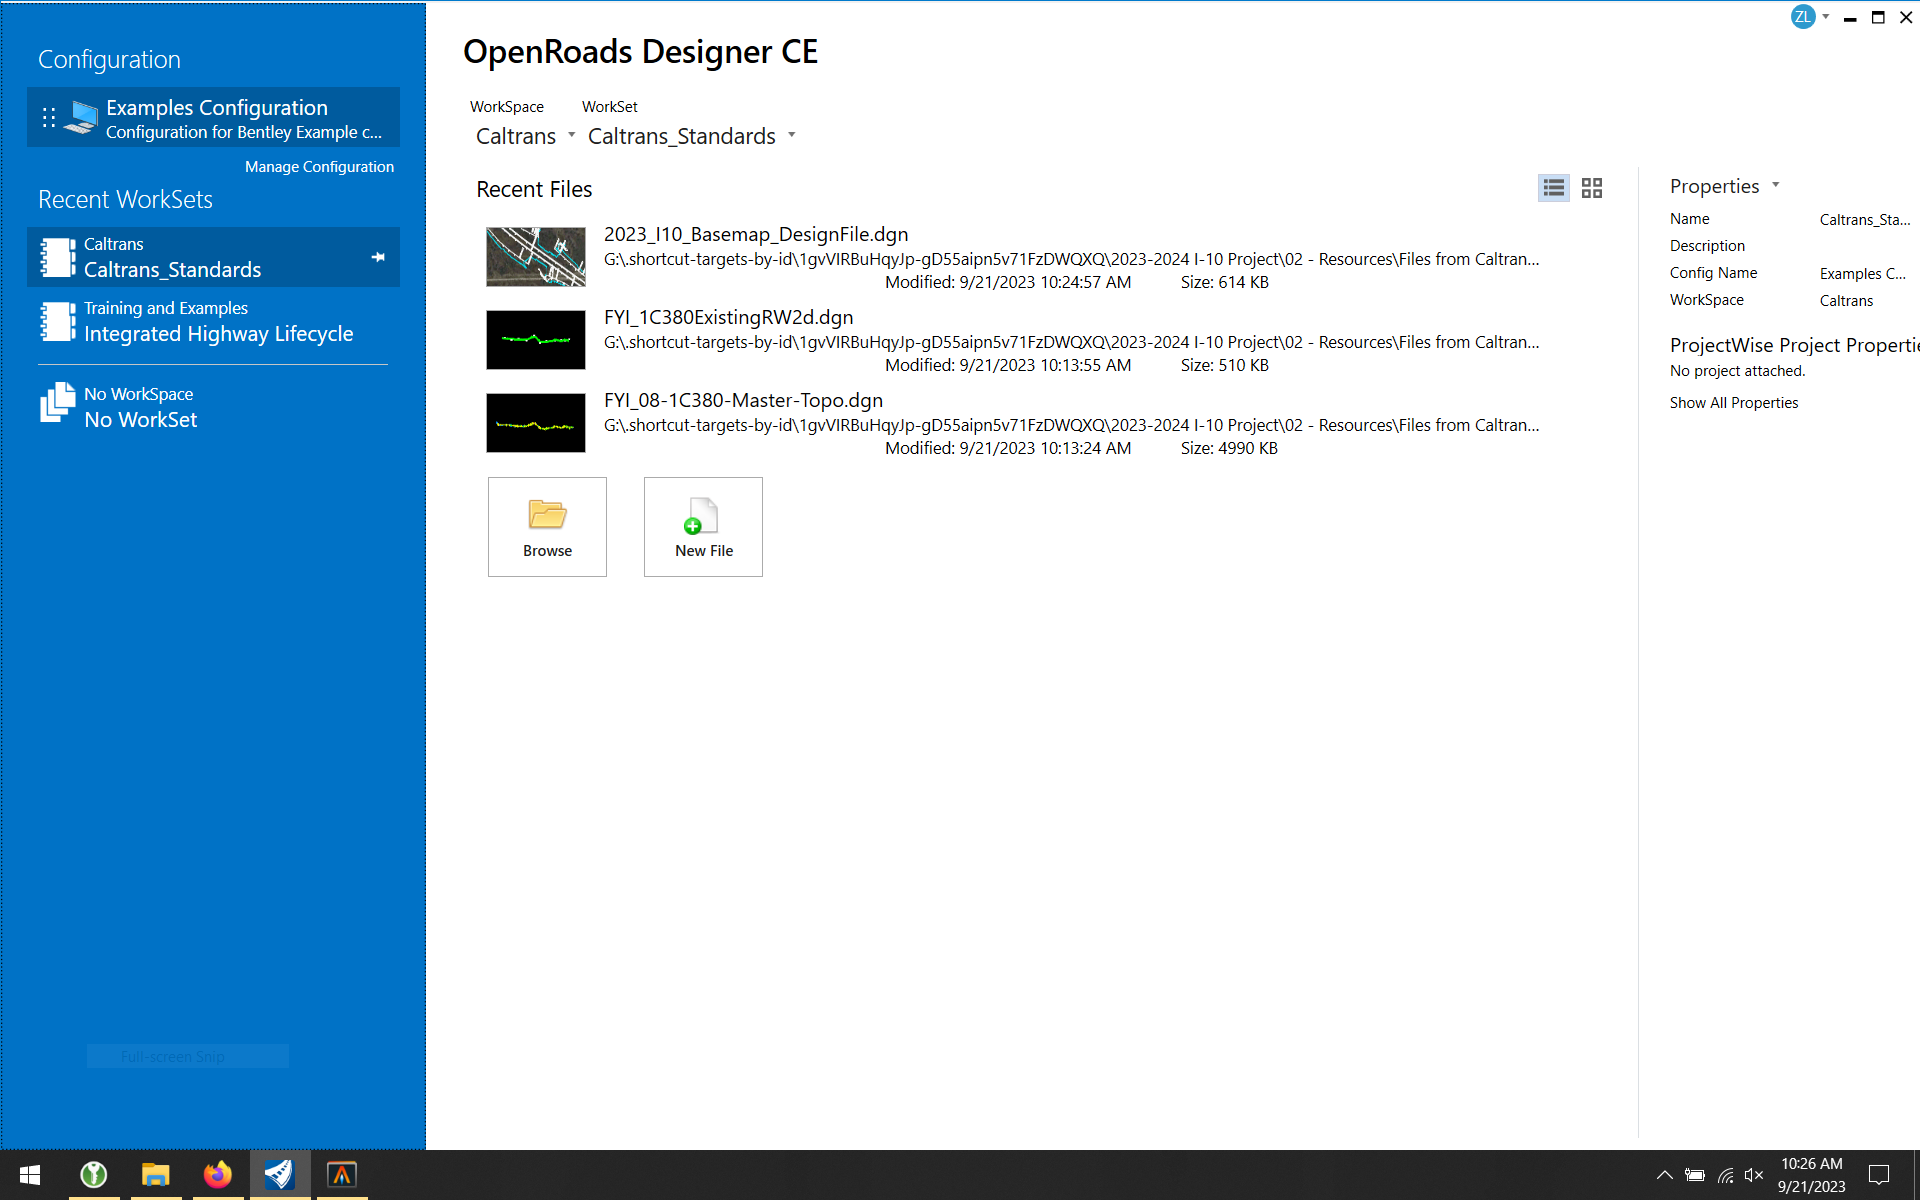 ZL
Configuration
Examples Configuration
Configuration for Bentley Example c...
Manage Configuration
Recent WorkSets
Caltrans
Caltrans_Standards
Training and Examples
Integrated Highway Lifecycle
No WorkSpace
No WorkSet
Full-screen Snip
OpenRoads Designer CE
WorkSpace WorkSet
Caltrans Caltrans_Standards
Recent Files
2023_I10_Basemap_DesignFile.dgn
G:\.shortcut-targets-by-id\1gvVIRBuHqyJp-gD55aipn5v71FzDWQXQ\2023-2024 I-10 Project\02 - Resources\Files from Caltran...
Modified: 9/21/2023 10:24:57 AM Size: 614 KB
FYI_1C380ExistingRW2d.dgn
G:\.shortcut-targets-by-id\1gvVIRBuHqyJp-gD55aipn5v71FzDWQXQ\2023-2024 I-10 Project\02 - Resources\Files from Caltran...
Modified: 9/21/2023 10:13:55 AM Size: 510 KB
FYI_08-1C380-Master-Topo.dgn
G:\.shortcut-targets-by-id\1gvVIRBuHqyJp-gD55aipn5v71FzDWQXQ\2023-2024 I-10 Project\02 - Resources\Files from Caltran...
Modified: 9/21/2023 10:13:24 AM Size: 4990 KB
Browse
New File
Properties
Name Caltrans_Sta...
Description
Config Name Examples C...
WorkSpace Caltrans
ProjectWise Project Properti
No project attached.
Show All Properties
10:26 AM
9/21/2023